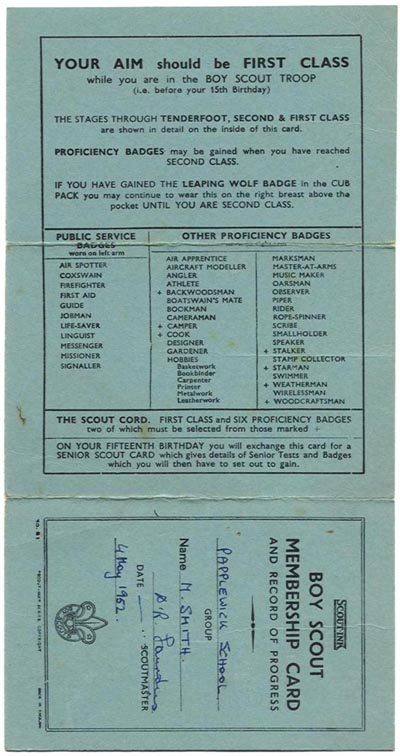 YOUR AIM should be FIRST CLASS
while you are in the BOY SCOUT TROOP
(i.e. before your 15th Birthday)
THE STAGES THROUGH TENDERFOOT, SECOND & FIRST CLASS
are shown in detail on the inside of this card.
PROFICIENCY BADGES may be gained when you have reached
SECOND CLASS.
IF YOU HAVE GAINED THE LEAPING WOLF BADGE in the CUB
PACK you may continue to wear this on the right breast above the
pocket UNTIL YOU ARE SECOND CLASS.
PUBLIC SERVICE
BADGES
worn on left arm
AIR SPOTTER
COXSWAIN
FIREFIGHTER
FIRST AID
GUIDE
JOBMAN
LIFE-SAVER
LINGUIST
MESSENGER
MISSIONER
SIGNALLER
OTHER PROFICIENCY BADGES
AIR APPRENTICE
AIRCRAFT MODELLER
ANGLER
ATHLETE
+ BACKWOODSMAN
BOATSWAIN'S MATE
BOOKMAN
CAMERAMAN
+ CAMPER
+ COOK
DESIGNER
GARDENER
HOBBIES
Basketwork
Bookbinder
Carpenter
Printer
Metalwork
Leatherwork
MARKSMAN
MASTER-AT-ARMS
MUSIC MAKER
OARSMAN
OBSERVER
PIPER
RIDER
ROPE-SPINNER
SCRIBE
SMALLHOLDER
SPEAKER
+ STALKER
STAMP COLLECTOR
+ STARMAN
SWIMMER
+ WEATHERMAN
WIRELESSMAN
+ WOODCRAFTSMAN
THE SCOUT CORD. FIRST CLASS and SIX PROFICIENCY BADGES
two of which must be selected from those marked +
ON YOUR FIFTEENTH BIRTHDAY you will exchange this card for a
SENIOR SCOUT CARD which gives details of Senior Tests and Badges
which you will then have to set out to gain.
SCOUT INK
BOY SCOUT
MEMBERSHIP CARD
AND RECORD OF PROGRESS
PAPPLEWICK SCHOOL
GROUP
Name M. SMITH.
SCOUTMASTER
DATE
4 May 1952.
MADE IN ENGLAND